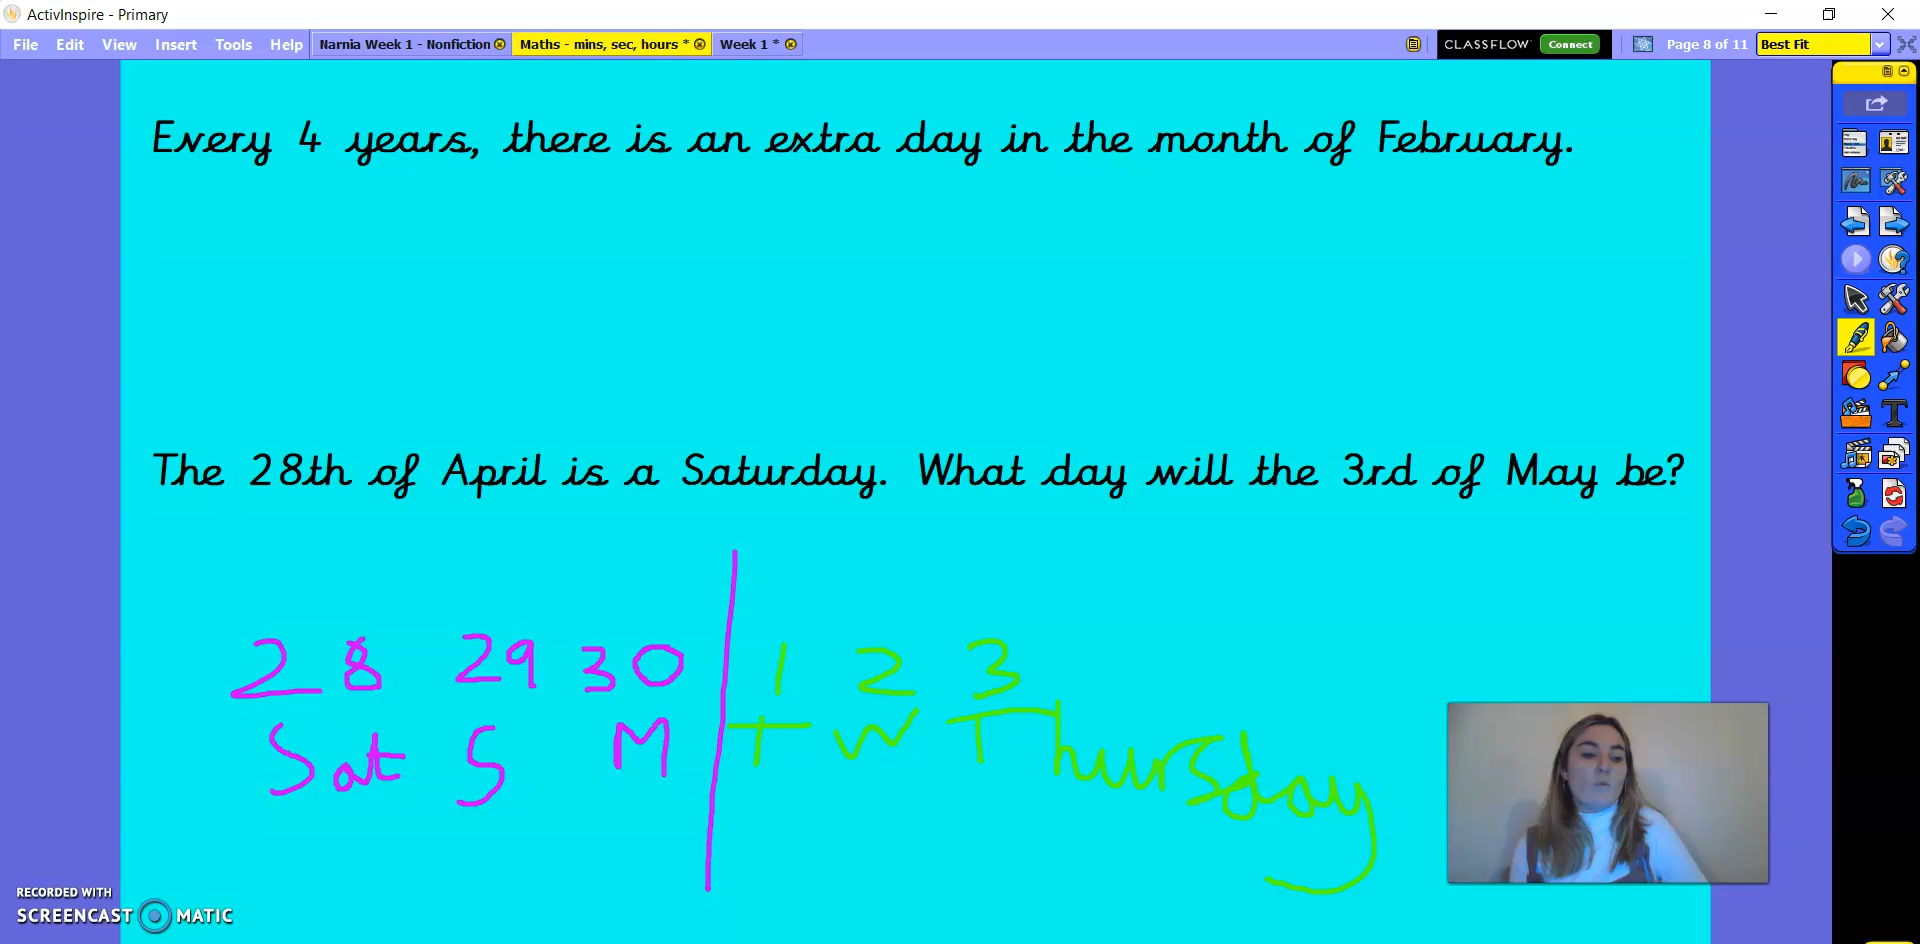 ActivInspire - Primary
File Edit View Insert Tools Help Narnia Week 1 - Nonfiction Maths - mins, sec, hours * Week 1 * CLASSFLOW Connect Page 8 of 11 Best Fit
Every 4 years, there is an extra day in the month of February.
The 28th of April is a Saturday. What day will the 3rd of May be?
28 29 30 1 2 3
Sat S M T W Thursday
RECORDED WITH
SCREENCAST MATIC